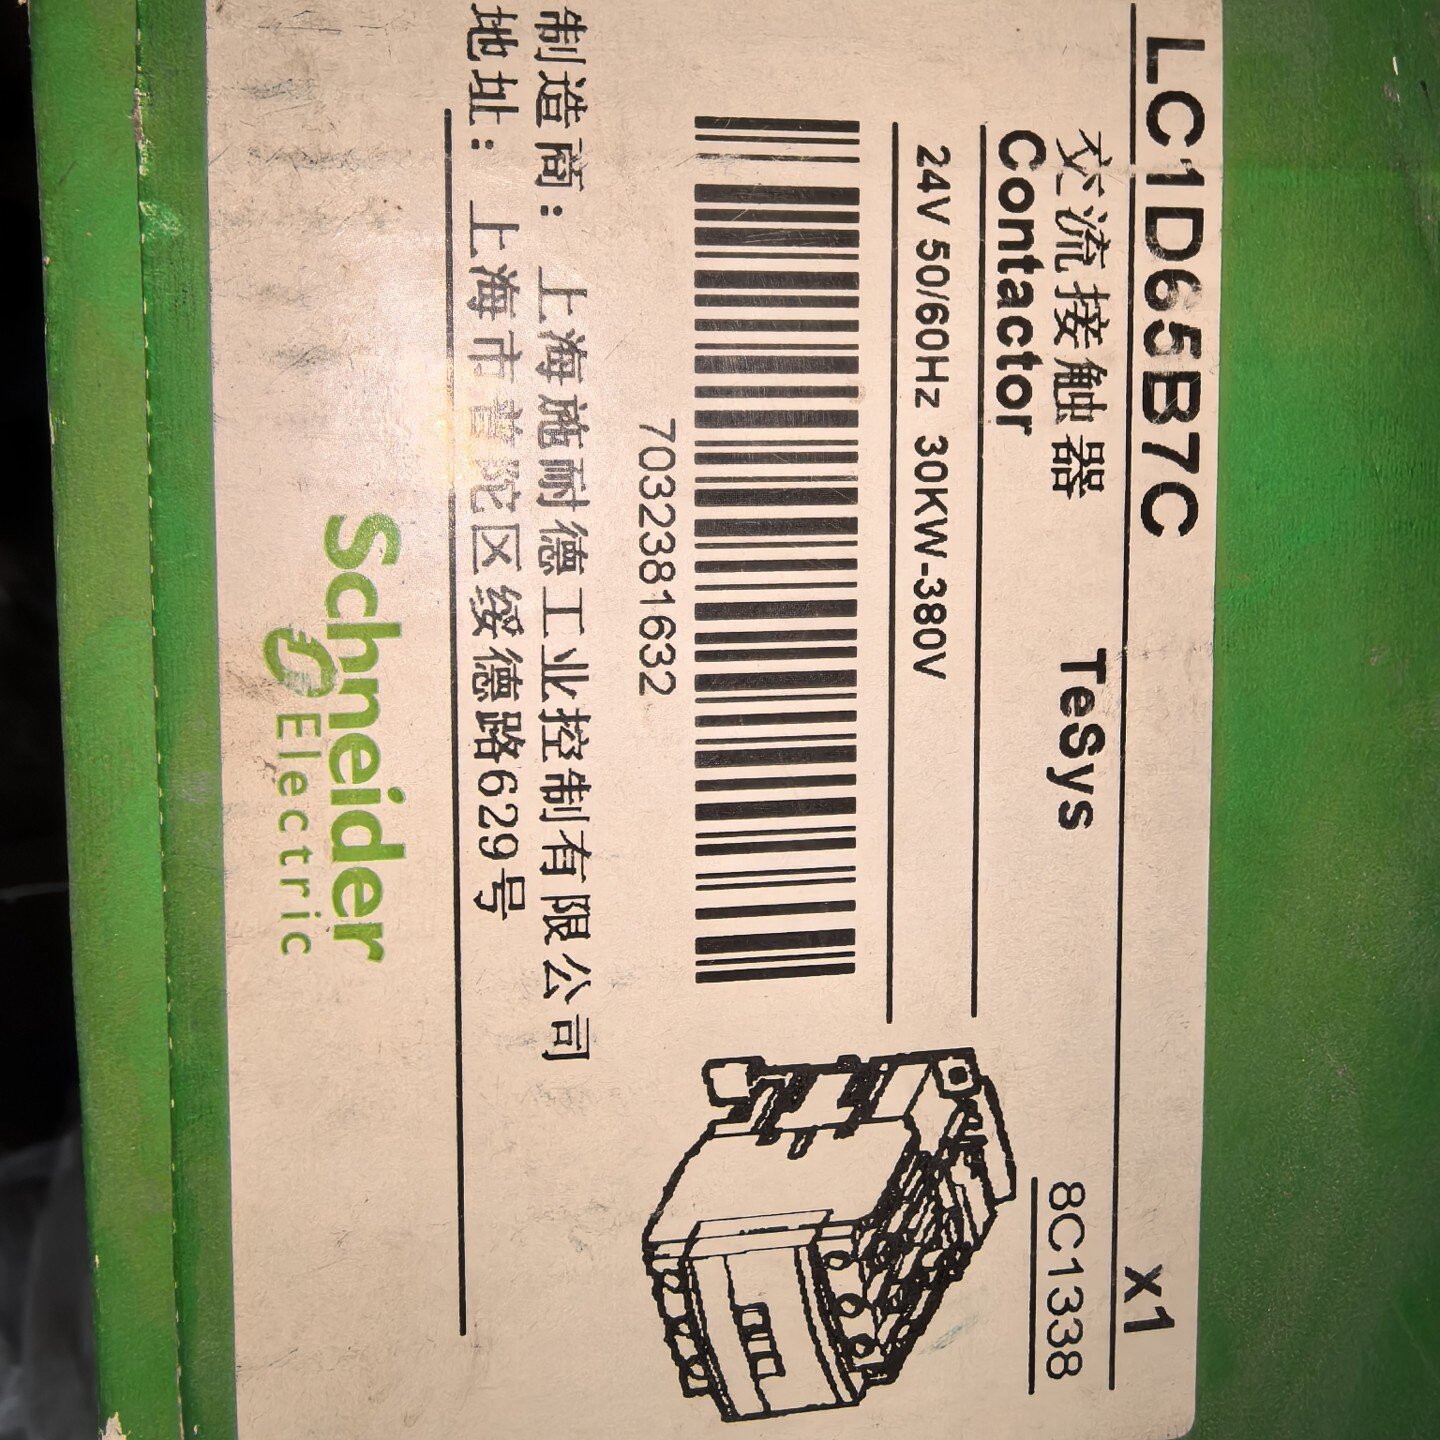 LC1D65B7C
x1
交流接触器 TeSys
Contactor
8C1338
24V 50/60Hz 30KW-380V
7032381632
制造商：上海施耐德工业控制有限公司
地址：上海市普陀区绥德路629号
Schneider
Electric